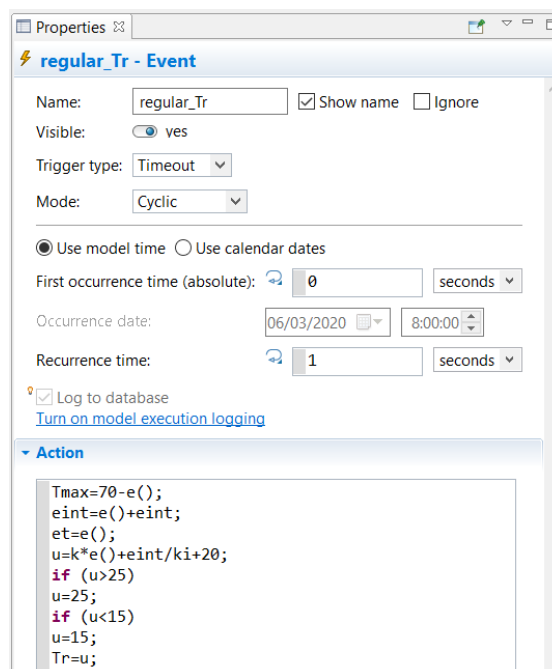 Properties
regular_Tr - Event
Name: regular_Tr Show name Ignore
Visible: yes
Trigger type: Timeout
Mode: Cyclic
Use model time Use calendar dates
First occurrence time (absolute): 0 seconds
Occurrence date: 06/03/2020 8:00:00
Recurrence time: 1 seconds
Log to database
Turn on model execution logging
Action
Tmax=70-e();
eint=e()+eint;
et=e();
u=k*e()+eint/ki+20;
if (u>25)
u=25;
if (u<15)
u=15;
Tr=u;